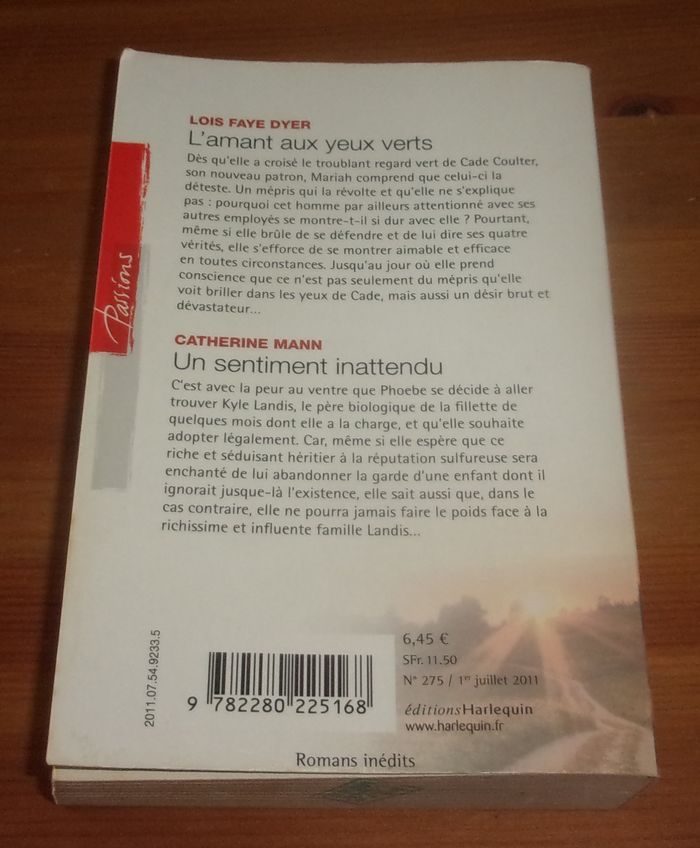 LOIS FAYE DYER
L'amant aux yeux verts
Dès qu'elle a croisé le troublant regard vert de Cade Coulter,
son nouveau patron, Mariah comprend que celui-ci la
déteste. Un mépris qui la révolte et qu'elle ne s'explique
pas : pourquoi cet homme par ailleurs attentionné avec ses
autres employés se montre-t-il si dur avec elle ? Pourtant,
même si elle brûle de se défendre et de lui dire ses quatre
vérités, elle s'efforce de se montrer aimable et efficace
en toutes circonstances. Jusqu'au jour où elle prend
conscience que ce n'est pas seulement du mépris qu'elle
voit briller dans les yeux de Cade, mais aussi un désir brut et
dévastateur...
Passions
CATHERINE MANN
Un sentiment inattendu
C'est avec la peur au ventre que Phoebe se décide à aller
trouver Kyle Landis, le père biologique de la fillette de
quelques mois dont elle a la charge, et qu'elle souhaite
adopter légalement. Car, même si elle espère que ce
riche et séduisant héritier à la réputation sulfureuse sera
enchanté de lui abandonner la garde d'une enfant dont il
ignorait jusque-là l'existence, elle sait aussi que, dans le
cas contraire, elle ne pourra jamais faire le poids face à la
richissime et influente famille Landis...
2011.07.54.9233.5
9 782280 225168
6,45 €
SFr. 11.50
N° 275 / 1er juillet 2011
éditionsHarlequin
www.harlequin.fr
Romans inédits